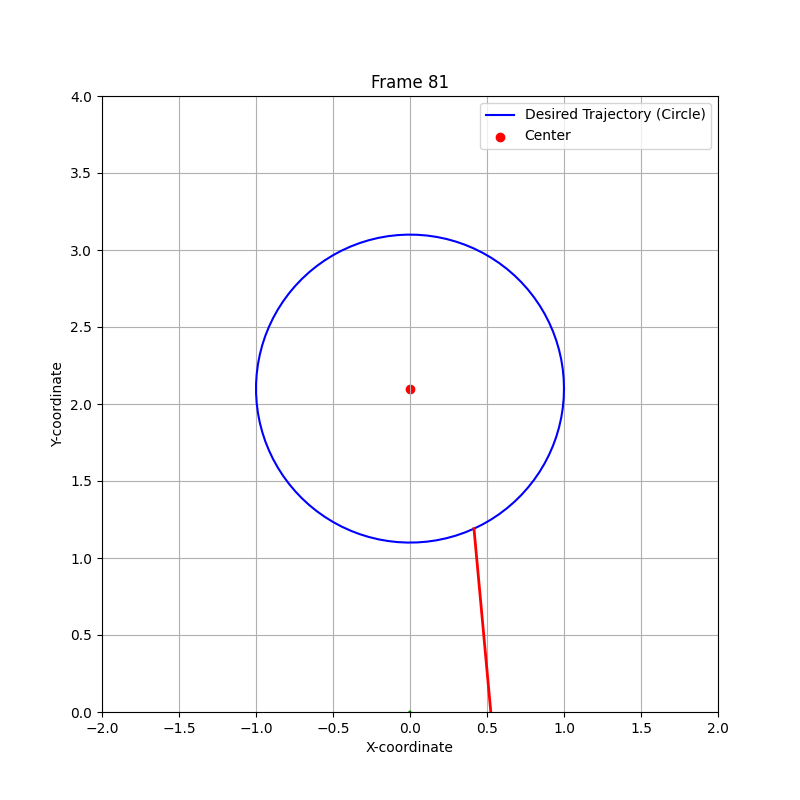 Frame 81
Desired Trajectory (Circle)
Center
4.0
3.5
3.0
2.5
2.0
1.5
1.0
0.5
0.0
Y-coordinate
−2.0 −1.5 −1.0 −0.5 0.0 0.5 1.0 1.5 2.0
X-coordinate